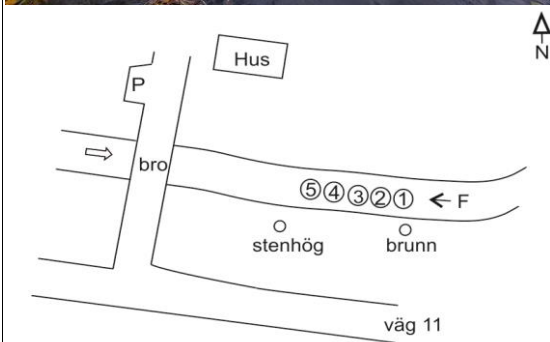 Hus
N
P
bro
⑤④③②① ← F
stenhög
brunn
väg 11